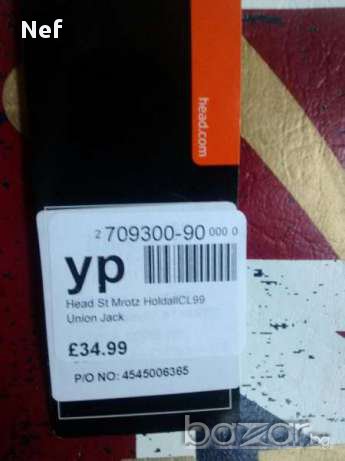 Nef
head.com
2 709300-90 000 0
yp
Head St Mrotz HoldallCL99
Union Jack
£34.99
P/O NO: 4545006365
bazar.bg